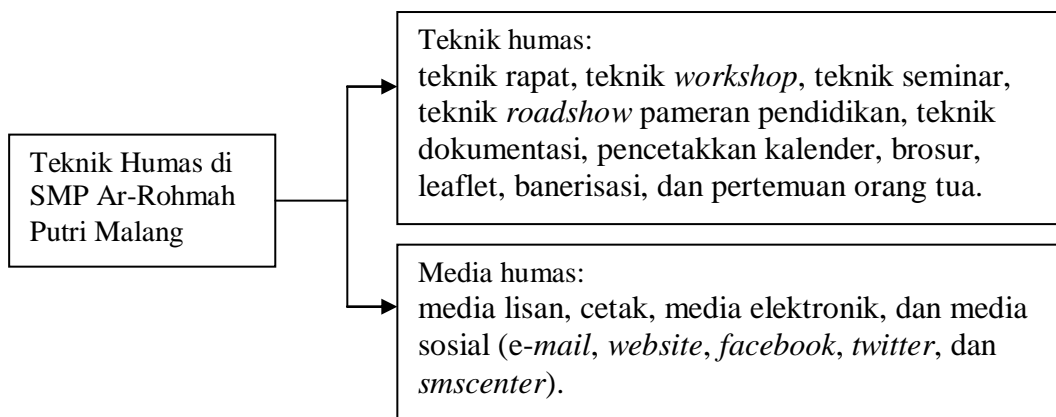 Teknik Humas di
SMP Ar-Rohmah
Putri Malang
Teknik humas:
teknik rapat, teknik workshop, teknik seminar,
teknik roadshow pameran pendidikan, teknik
dokumentasi, pencetakkan kalender, brosur,
leaflet, banerisasi, dan pertemuan orang tua.
Media humas:
media lisan, cetak, media elektronik, dan media
sosial (e-mail, website, facebook, twitter, dan
smscenter).